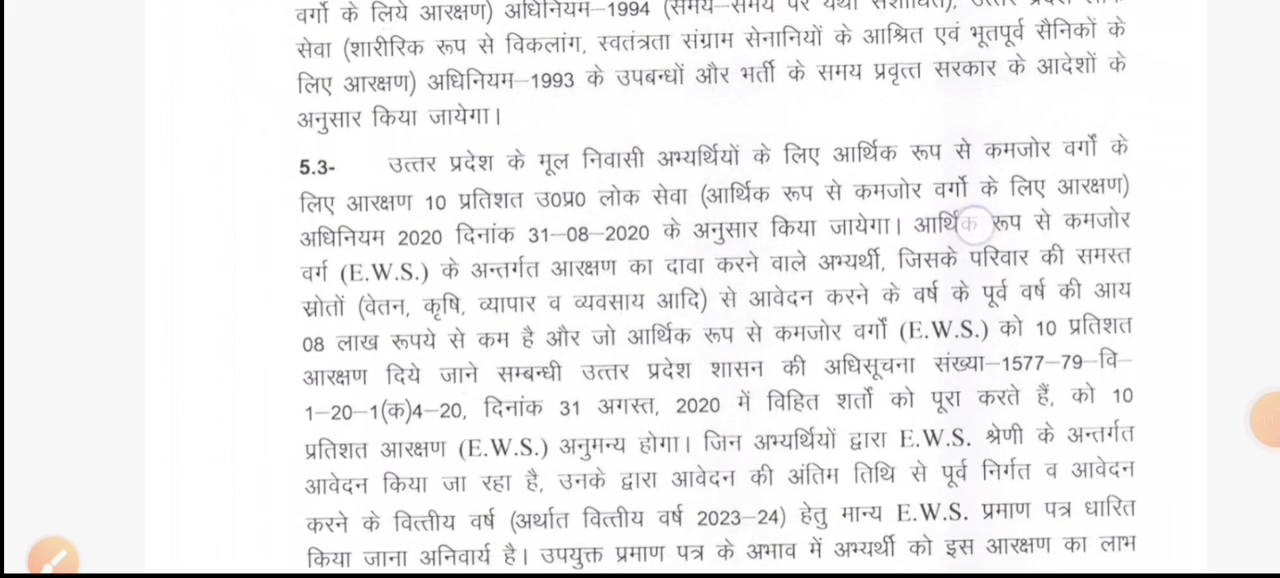 वर्गो के लिये आरक्षण) अधिनियम–1994 (समय–समय पर यथा संशोधित), उत्तर प्रदेश लोक
सेवा (शारीरिक रूप से विकलांग, स्वतंत्रता संग्राम सेनानियों के आश्रित एवं भूतपूर्व सैनिकों के
लिए आरक्षण) अधिनियम–1993 के उपबन्धों और भर्ती के समय प्रवृत्त सरकार के आदेशों के
अनुसार किया जायेगा।
5.3- उत्तर प्रदेश के मूल निवासी अभ्यर्थियों के लिए आर्थिक रूप से कमजोर वर्गों के
लिए आरक्षण 10 प्रतिशत उ०प्र० लोक सेवा (आर्थिक रूप से कमजोर वर्गो के लिए आरक्षण)
अधिनियम 2020 दिनांक 31–08–2020 के अनुसार किया जायेगा। आर्थिक रूप से कमजोर
वर्ग (E.W.S.) के अन्तर्गत आरक्षण का दावा करने वाले अभ्यर्थी, जिसके परिवार की समस्त
स्रोतों (वेतन, कृषि, व्यापार व व्यवसाय आदि) से आवेदन करने के वर्ष के पूर्व वर्ष की आय
08 लाख रूपये से कम है और जो आर्थिक रूप से कमजोर वर्गों (E.W.S.) को 10 प्रतिशत
आरक्षण दिये जाने सम्बन्धी उत्तर प्रदेश शासन की अधिसूचना संख्या–1577–79–वि–
1–20–1(क)4–20, दिनांक 31 अगस्त, 2020 में विहित शर्तो को पूरा करते हैं, को 10
प्रतिशत आरक्षण (E.W.S.) अनुमन्य होगा। जिन अभ्यर्थियों द्वारा E.W.S. श्रेणी के अन्तर्गत
आवेदन किया जा रहा है, उनके द्वारा आवेदन की अंतिम तिथि से पूर्व निर्गत व आवेदन
करने के वित्तीय वर्ष (अर्थात वित्तीय वर्ष 2023–24) हेतु मान्य E.W.S. प्रमाण पत्र धारित
किया जाना अनिवार्य है। उपयुक्त प्रमाण पत्र के अभाव में अभ्यर्थी को इस आरक्षण का लाभ